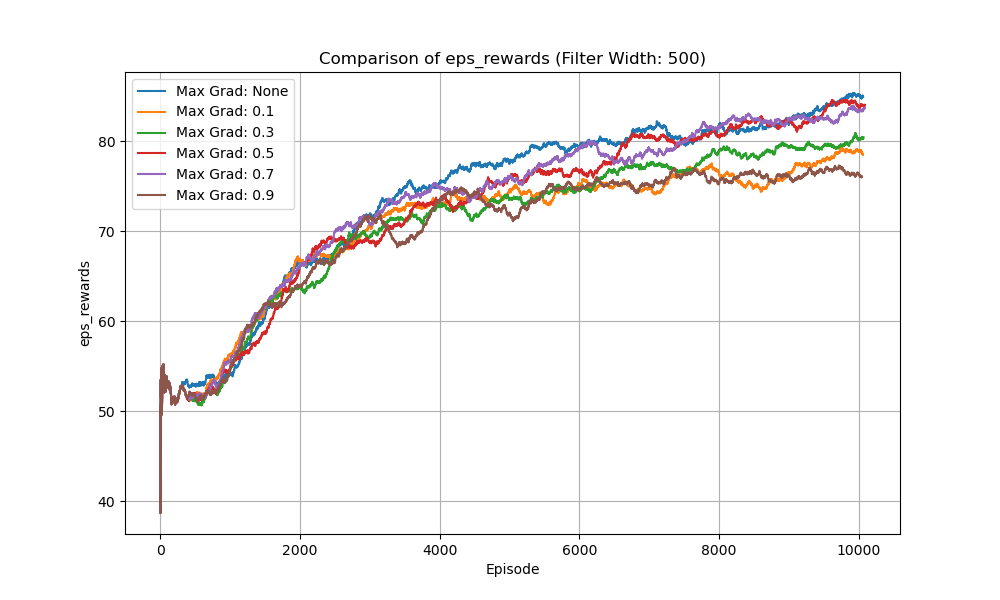 Comparison of eps_rewards (Filter Width: 500)
Max Grad: None
Max Grad: 0.1
Max Grad: 0.3
Max Grad: 0.5
Max Grad: 0.7
Max Grad: 0.9
80
70
60
50
40
eps_rewards
0 2000 4000 6000 8000 10000
Episode